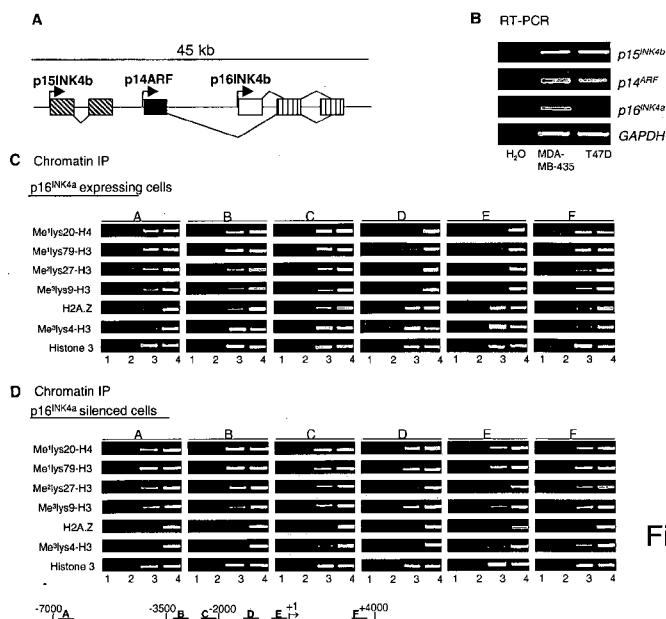 A
45 kb
p15INK4b p14ARF p16INK4b
B RT-PCR
p15INK4b
p14ARF
p16INK4a
GAPDH
H2O MDA-MB-435 T47D
C Chromatin IP
p16INK4a expressing cells
A B C D E F
Me1lys20-H4
Me1lys79-H3
Me2lys27-H3
Me3lys9-H3
H2A.Z
Me3lys4-H3
Histone 3
1 2 3 4 1 2 3 4 1 2 3 4 1 2 3 4 1 2 3 4 1 2 3 4
D Chromatin IP
p16INK4a silenced cells
A B C D E F
Me1lys20-H4
Me1lys79-H3
Me2lys27-H3
Me3lys9-H3
H2A.Z
Me3lys4-H3
Histone 3
1 2 3 4 1 2 3 4 1 2 3 4 1 2 3 4 1 2 3 4 1 2 3 4
Fi
-7000 -3500 -2000 +1 +4000
A B C D E F